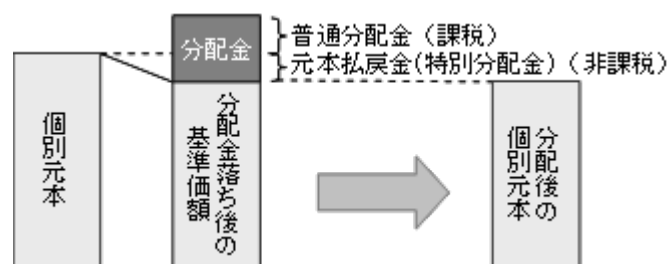 分配金
普通分配金（課税）
元本払戻金(特別分配金)（非課税）
個別元本
分配金落ち後の
基準価額
分配後の
個別元本